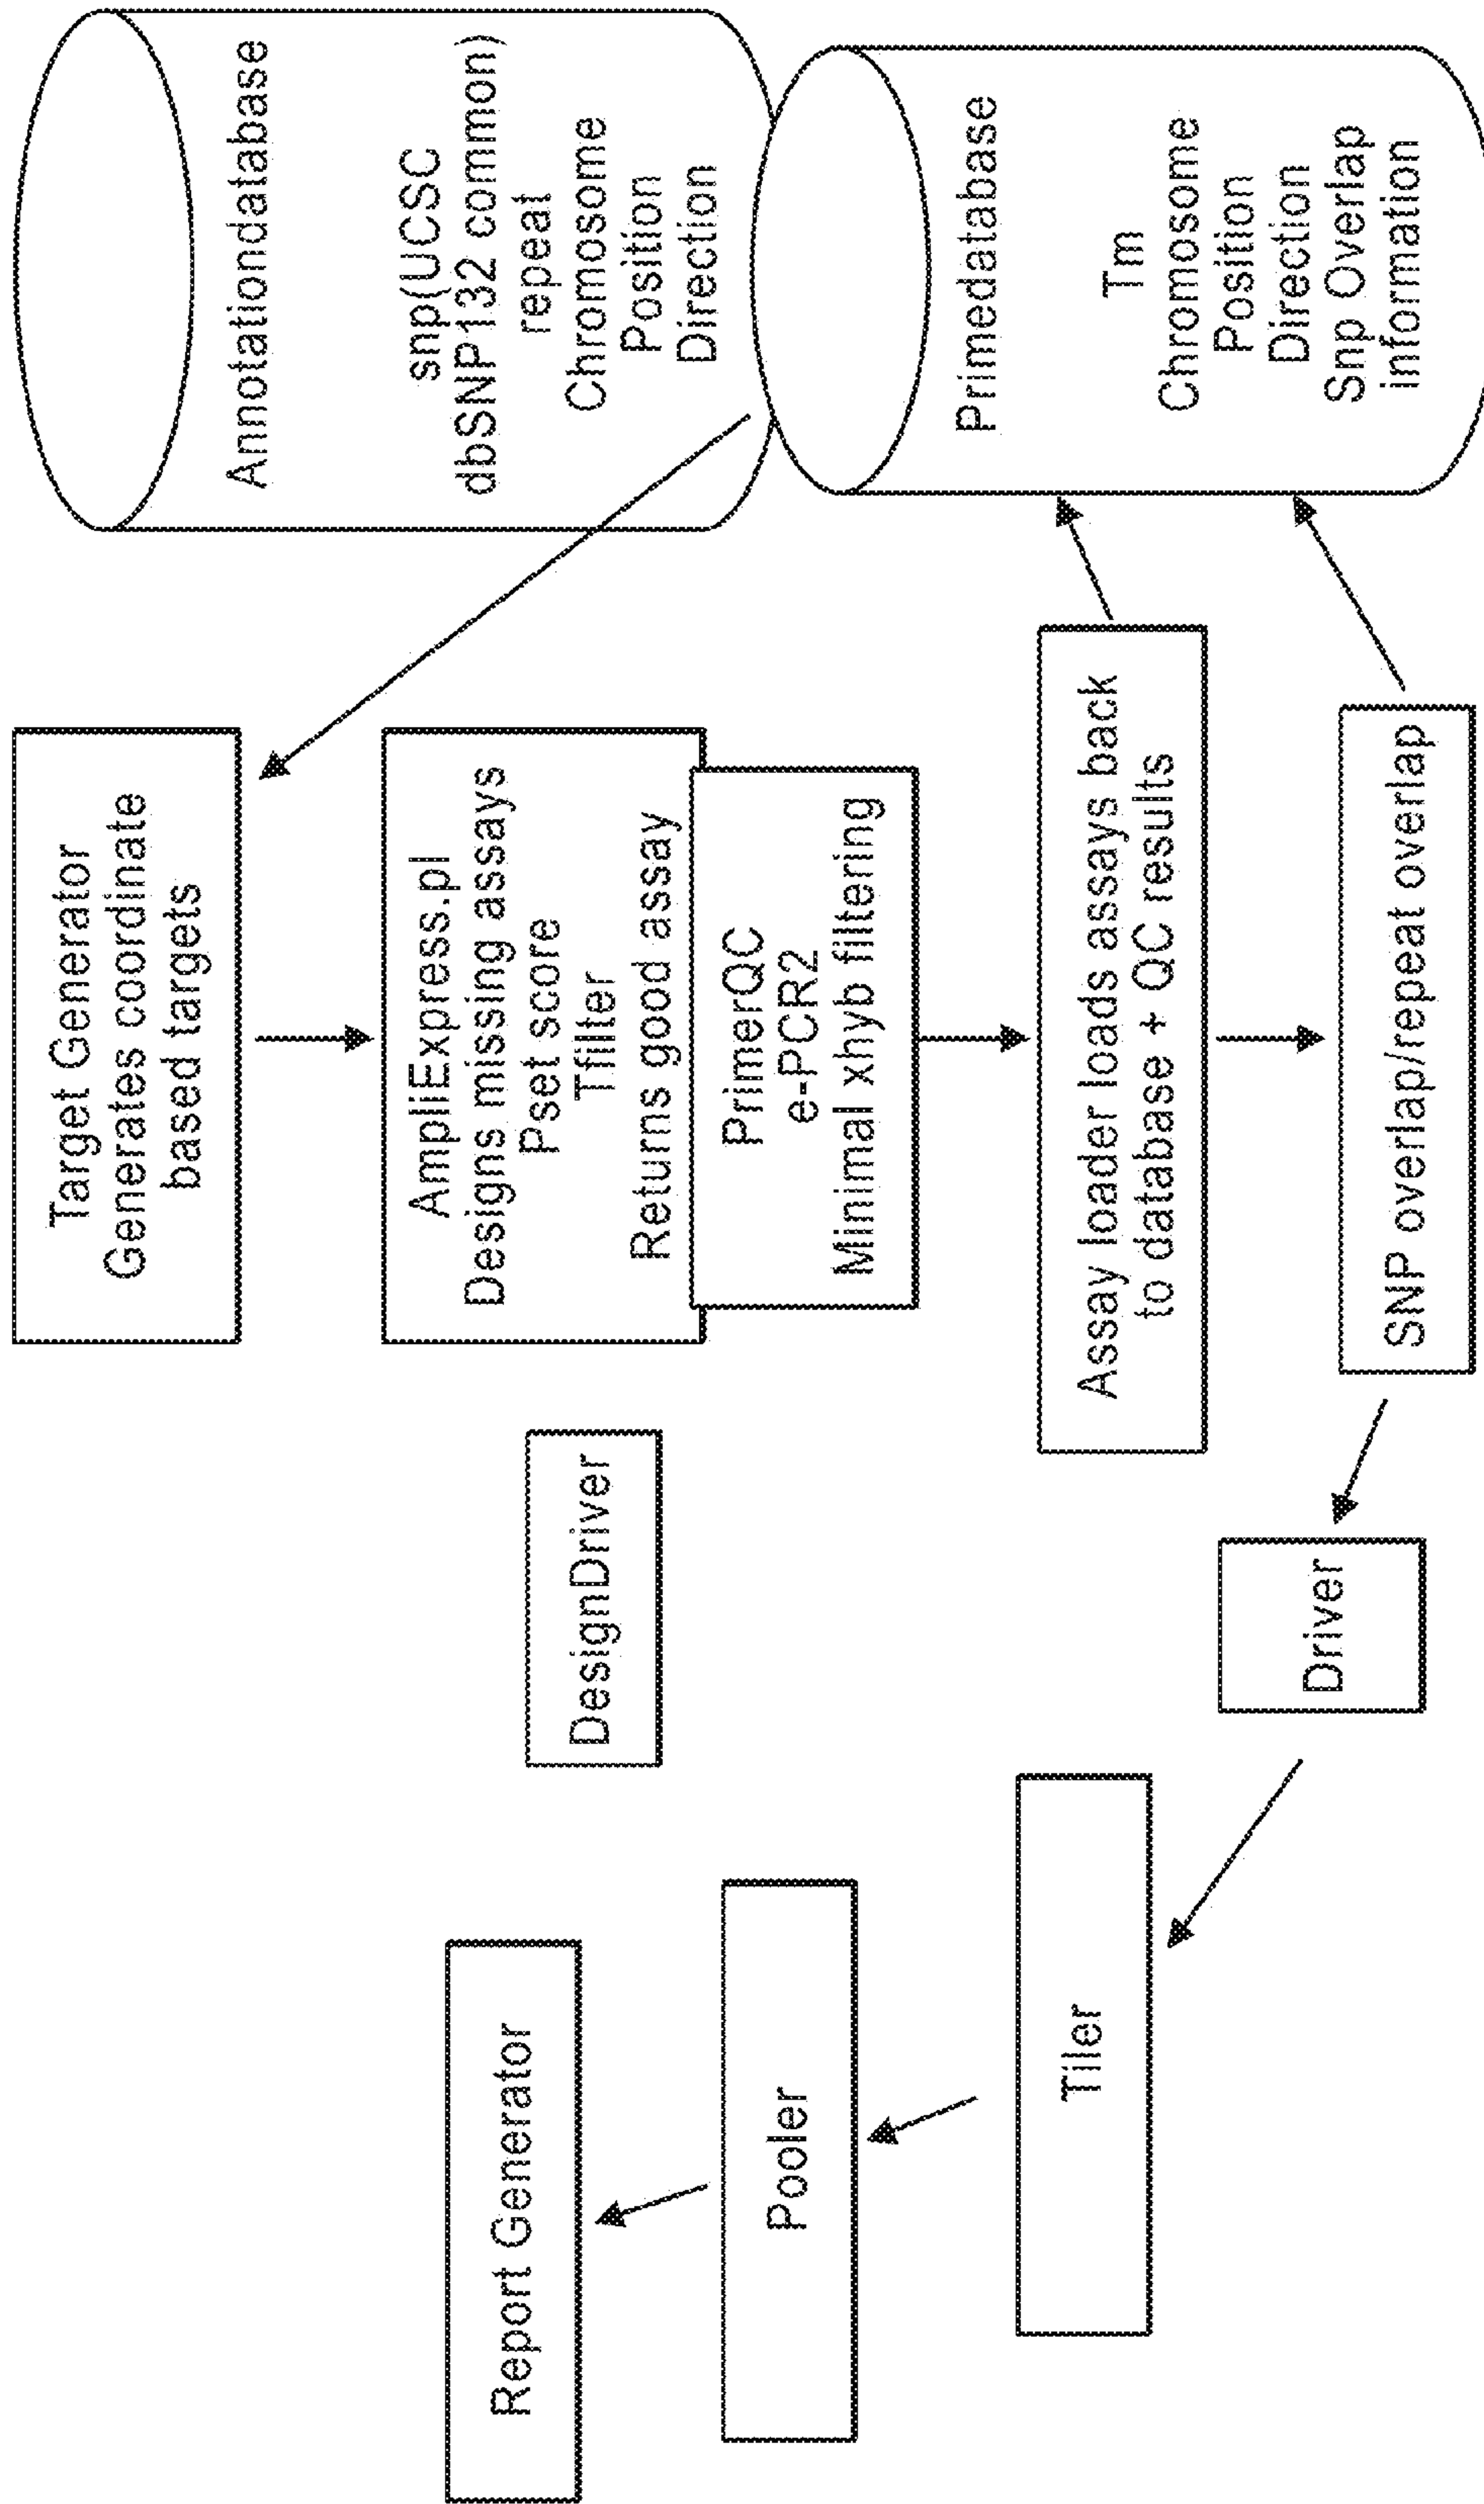 Annotationdatabase
snp(UCSC
dbSNP132 common)
repeat
Chromosome
Position
Direction
Primedatabase
Tm
Chromosome
Position
Direction
Snp Overlap
information
Target Generator
Generates coordinate
based targets
AmpliExpress.pl
Designs missing assays
Pset score
Tfilter
Returns good assay
PrimerQC
e-PCR2
Minimal xhyb filtering
Assay loader loads assays back
to database + QC results
SNP overlap/repeat overlap
DesignDriver
Driver
Tiler
Pooler
Report Generator